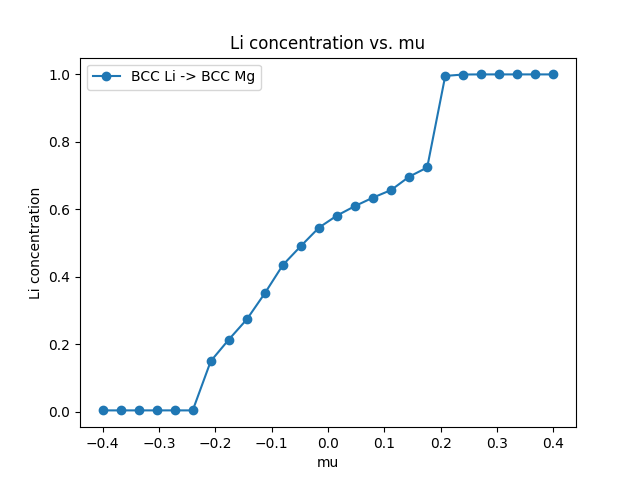 Li concentration vs. mu
BCC Li -> BCC Mg
1.0
0.8
0.6
0.4
0.2
0.0
Li concentration
−0.4 −0.3 −0.2 −0.1 0.0 0.1 0.2 0.3 0.4
mu